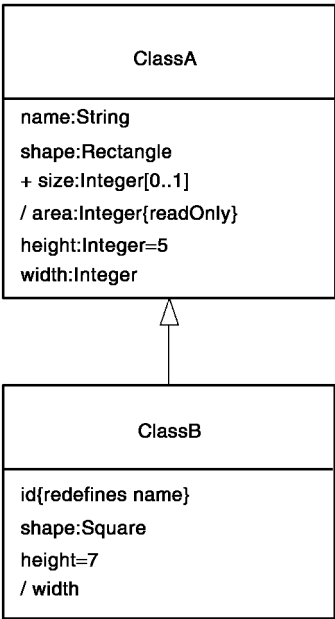 ClassA
name:String
shape:Rectangle
+ size:Integer[0..1]
/ area:Integer{readOnly}
height:Integer=5
width:Integer
ClassB
id{redefines name}
shape:Square
height=7
/ width